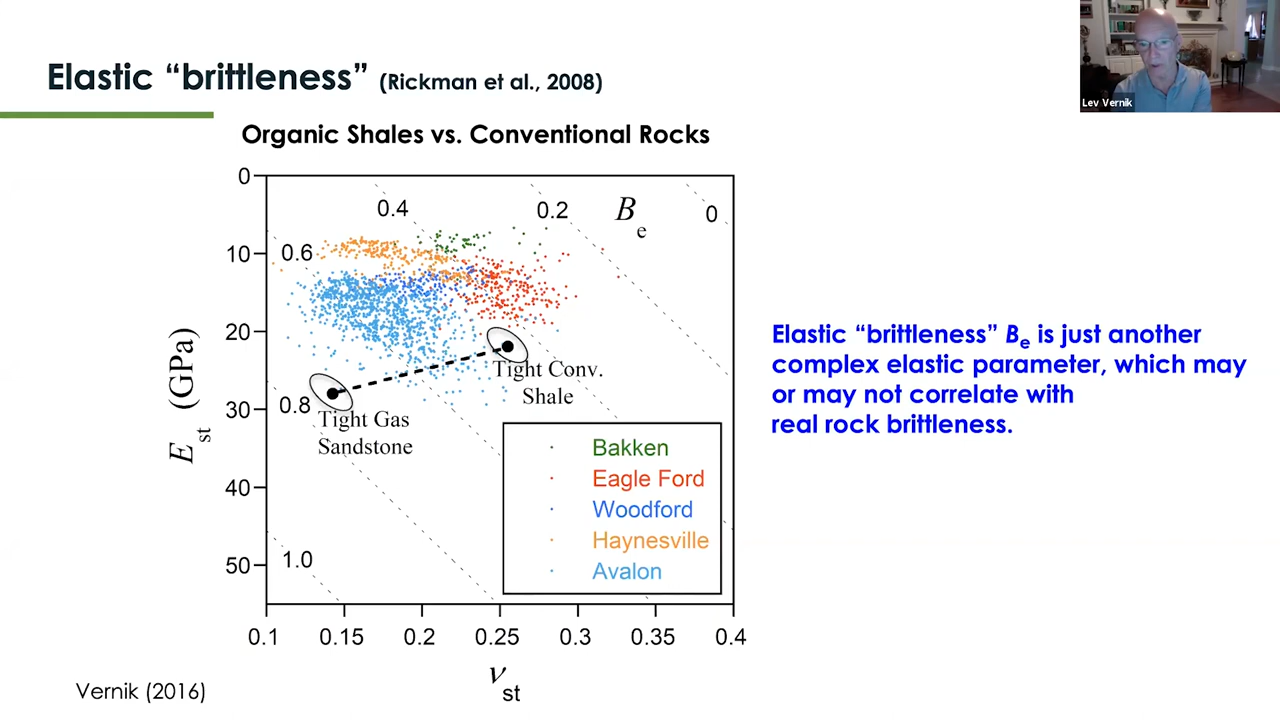 Elastic “brittleness” (Rickman et al., 2008)
Lev Vernik
Organic Shales vs. Conventional Rocks
0
10
20
30
40
50
E st (GPa)
0.4
0.2
B e
0
0.6
0.8
1.0
Tight Conv.
Shale
Tight Gas
Sandstone
Bakken
Eagle Ford
Woodford
Haynesville
Avalon
0.1 0.15 0.2 0.25 0.3 0.35 0.4
ν st
Elastic “brittleness” Be is just another
complex elastic parameter, which may
or may not correlate with
real rock brittleness.
Vernik (2016)